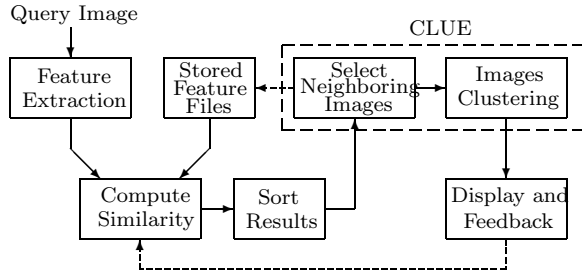 Query Image
CLUE
Feature
Extraction
Stored
Feature
Files
Select
Neighboring
Images
Images
Clustering
Compute
Similarity
Sort
Results
Display and
Feedback